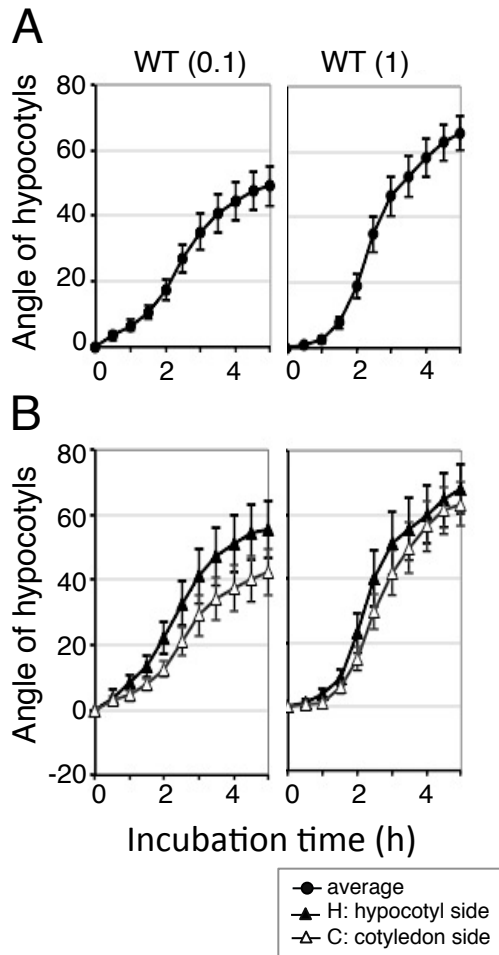 A
WT (0.1) WT (1)
Angle of hypocotyls
80
60
40
20
0
0 2 4 0 2 4
B
Angle of hypocotyls
80
60
40
20
0
-20
0 2 4 0 2 4
Incubation time (h)
average
H: hypocotyl side
C: cotyledon side